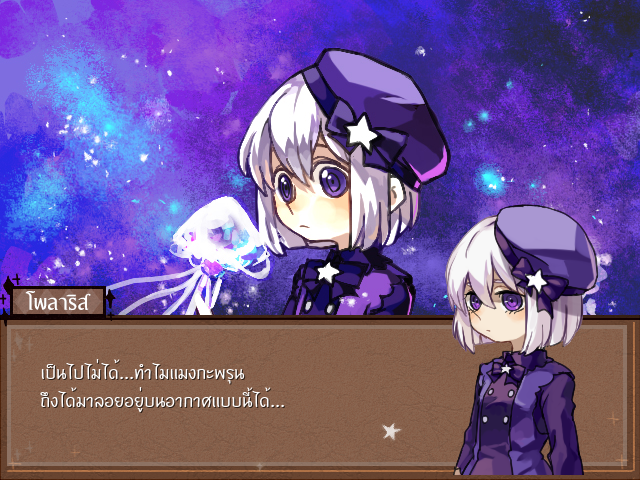 โพลาริส
เป็นไปไม่ได้...ทำไมแมงกะพรุน
ถึงได้มาลอยอยู่บนอากาศแบบนี้ได้...